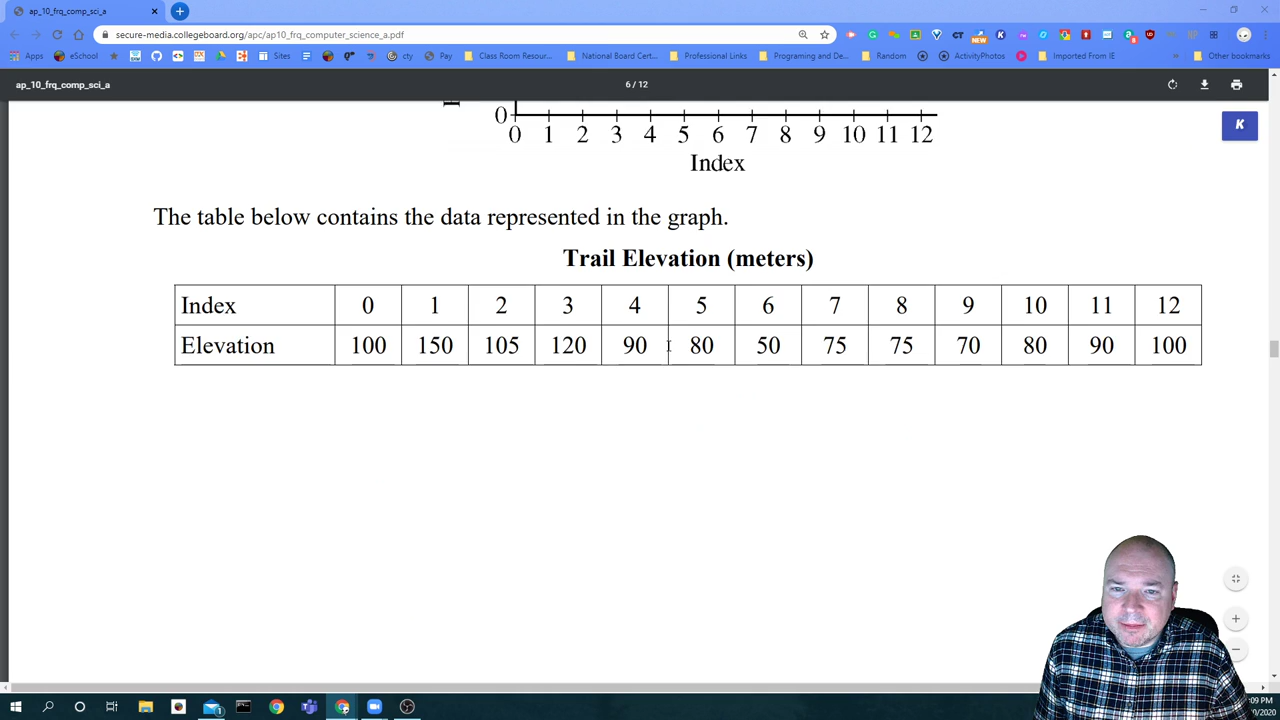 ap_10_frq_comp_sci_a
secure-media.collegeboard.org/apc/ap10_frq_computer_science_a.pdf
Apps eSchool Sites cty Pay Class Room Resour... National Board Cert... Professional Links Programing and De... Random ActivityPhotos Imported From IE Other bookmarks
ap_10_frq_comp_sci_a 6 / 12
0
0 1 2 3 4 5 6 7 8 9 10 11 12
Index
The table below contains the data represented in the graph.
Trail Elevation (meters)
Index 0 1 2 3 4 5 6 7 8 9 10 11 12
Elevation 100 150 105 120 90 80 50 75 75 70 80 90 100